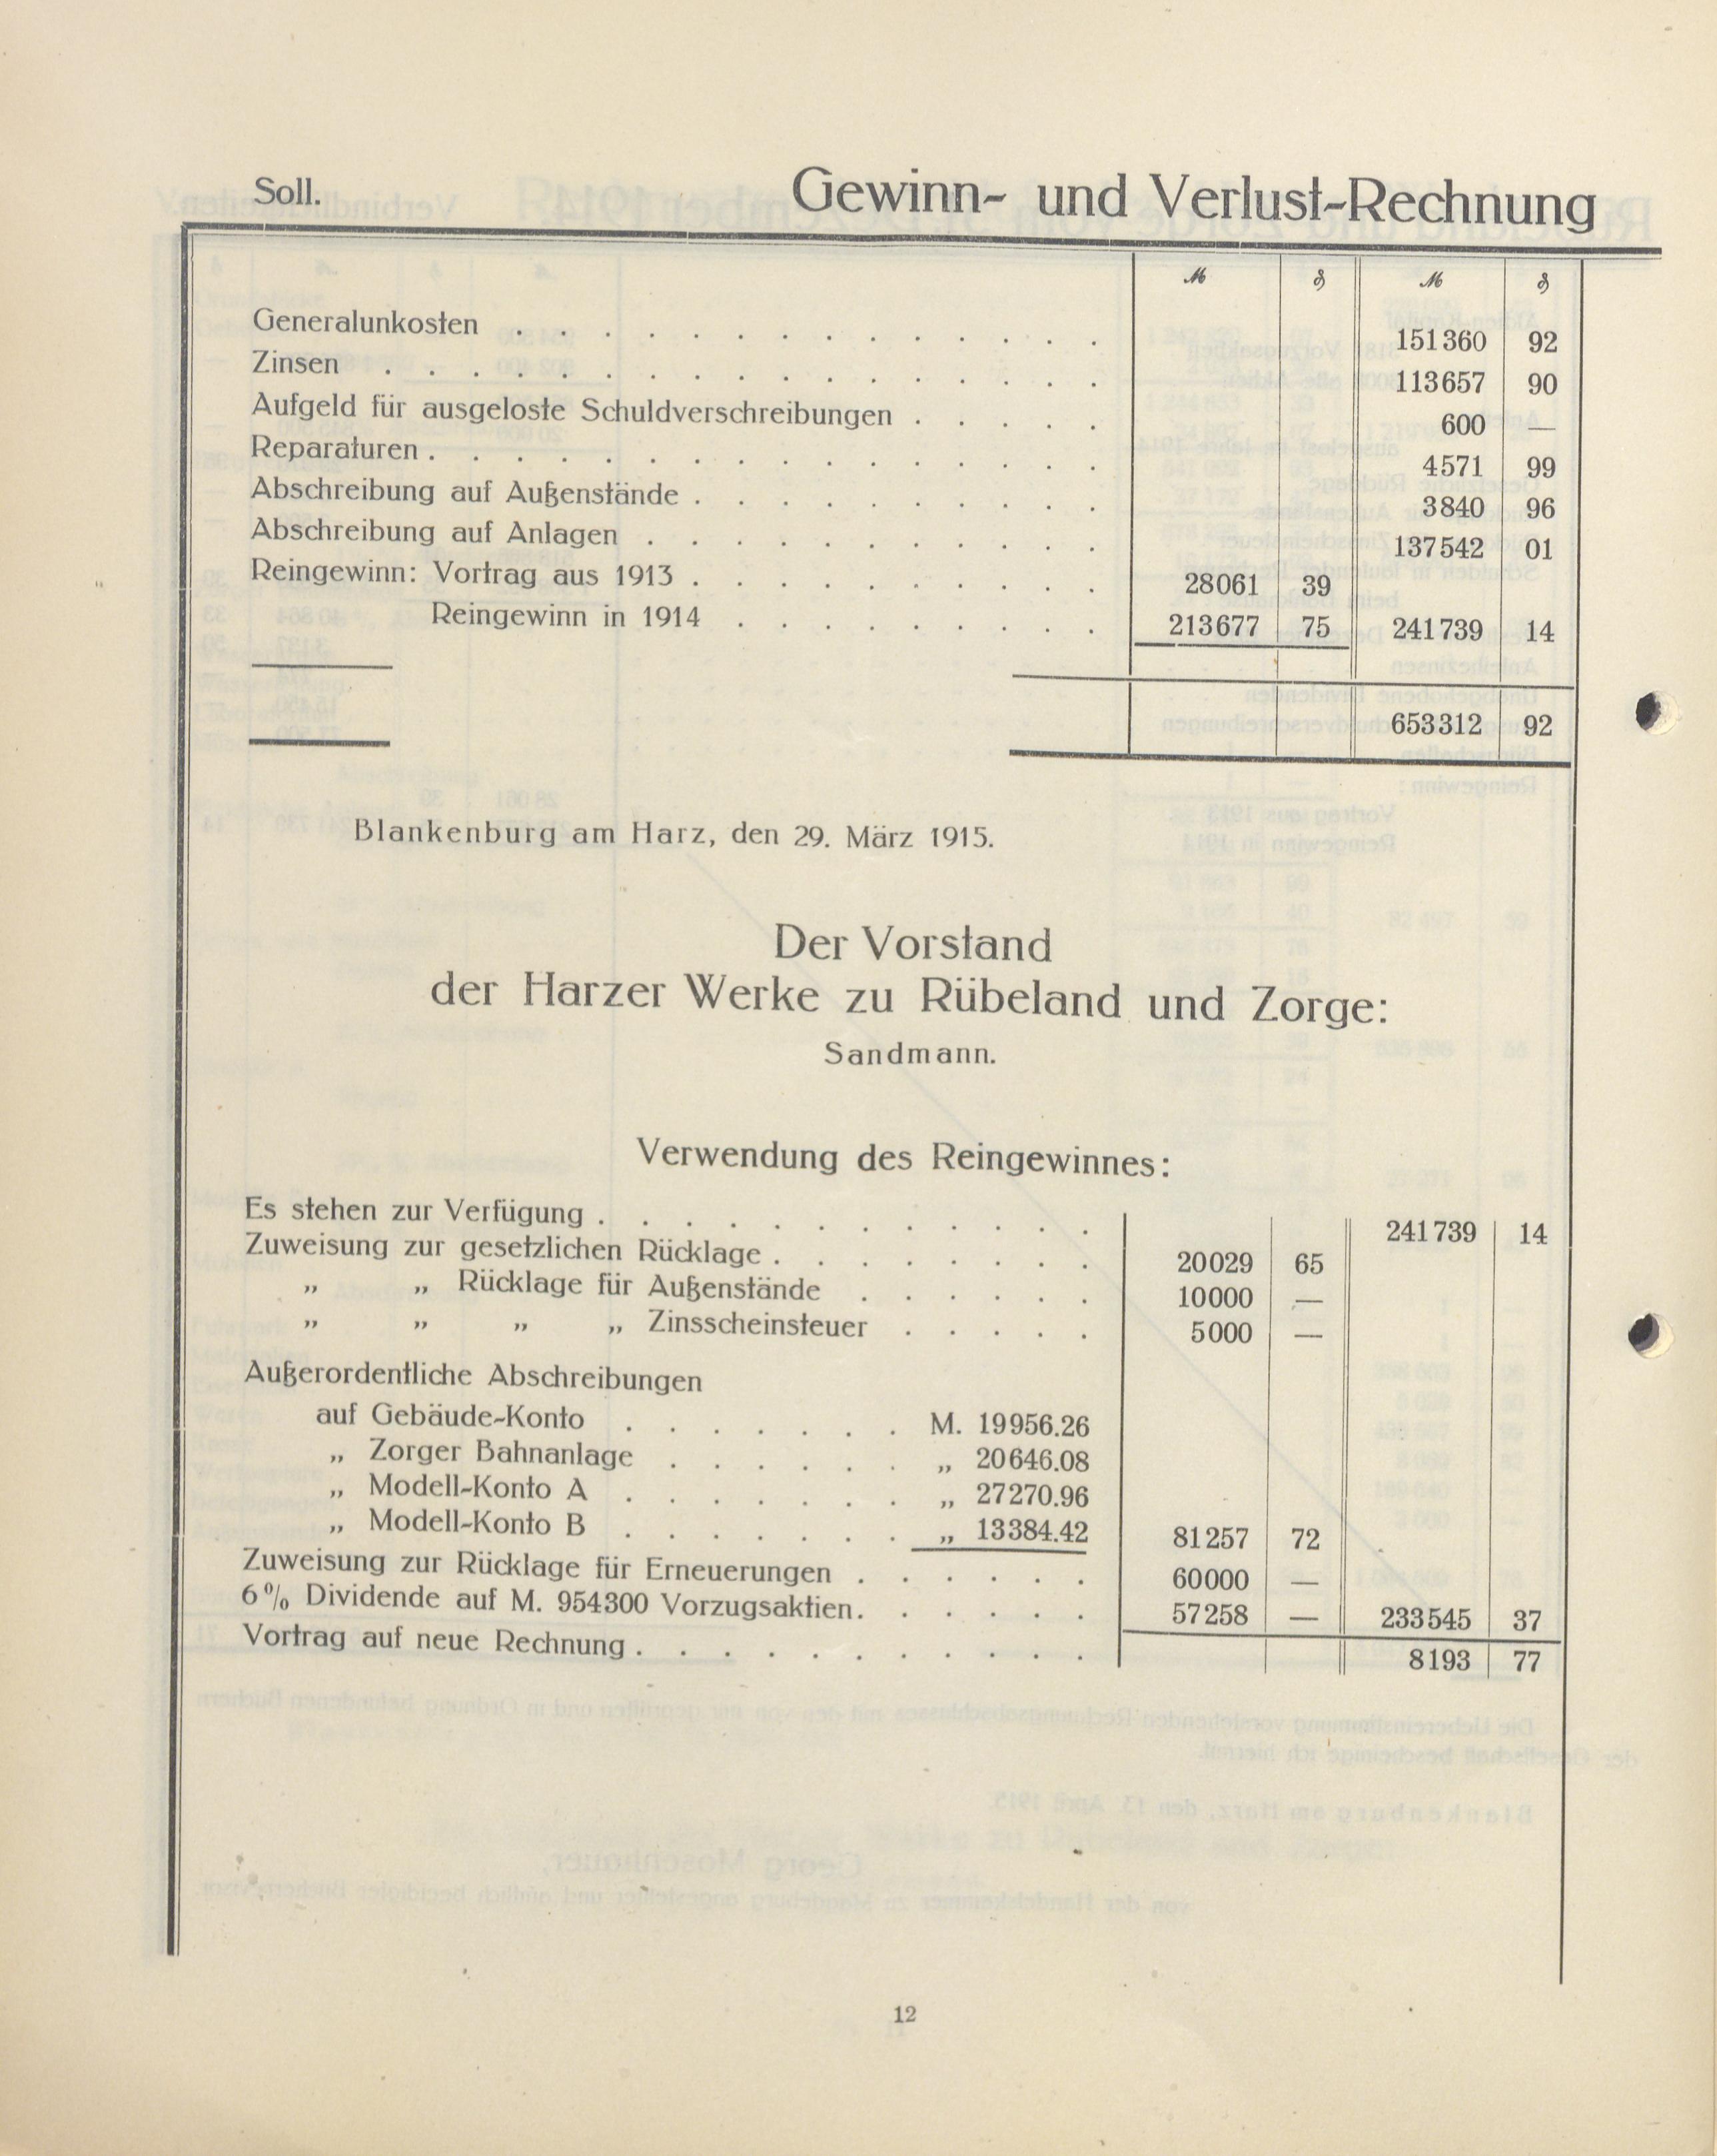 Soll. Gewinn- und Verlust-Rechnung
ℳ ₰ ℳ ₰
Generalunkosten . . . . . . . . . . . . . . 151360 92
Zinsen . . . . . . . . . . . . . . . . . 113657 90
Aufgeld für ausgeloste Schuldverschreibungen . . . . . 600 —
Reparaturen . . . . . . . . . . . . . . . . 4571 99
Abschreibung auf Außenstände . . . . . . . . . . 3840 96
Abschreibung auf Anlagen . . . . . . . . . . . 137542 01
Reingewinn: Vortrag aus 1913 . . . . . . . . . . 28061 39
Reingewinn in 1914 . . . . . . . . . 213677 75 241739 14
653312 92
Blankenburg am Harz, den 29. März 1915.
Der Vorstand
der Harzer Werke zu Rübeland und Zorge:
Sandmann.
Verwendung des Reingewinnes:
Es stehen zur Verfügung . . . . . . . . . . . . 241739 14
Zuweisung zur gesetzlichen Rücklage . . . . . . . . 20029 65
„ „ Rücklage für Außenstände . . . . . . 10000 —
„ „ „ „ Zinsscheinsteuer . . . . . 5000 —
Außerordentliche Abschreibungen
auf Gebäude-Konto . . . . . . . M. 19956.26
„ Zorger Bahnanlage . . . . . . „ 20646.08
„ Modell-Konto A . . . . . . . „ 27270.96
„ Modell-Konto B . . . . . . . „ 13384.42 81257 72
Zuweisung zur Rücklage für Erneuerungen . . . . . . 60000 —
6% Dividende auf M. 954300 Vorzugsaktien . . . . . . 57258 — 233545 37
Vortrag auf neue Rechnung . . . . . . . . . . . 8193 77
12